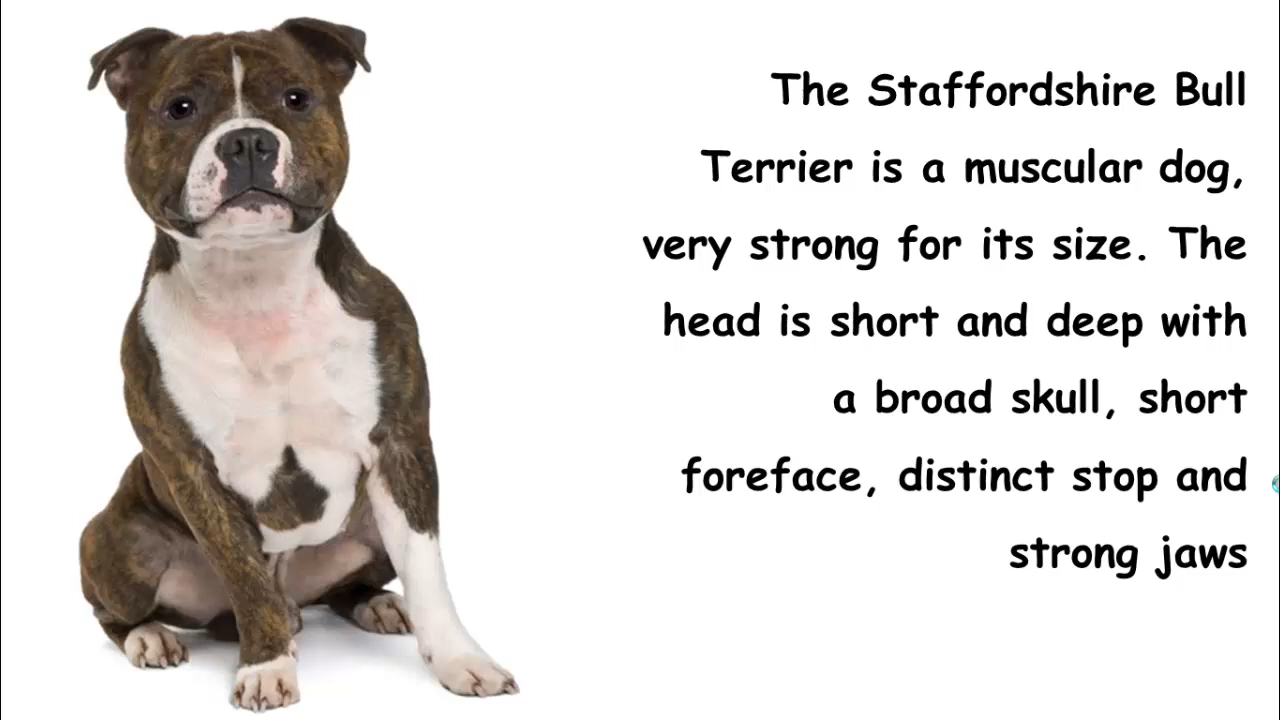 The Staffordshire Bull
Terrier is a muscular dog,
very strong for its size. The
head is short and deep with
a broad skull, short
foreface, distinct stop and
strong jaws